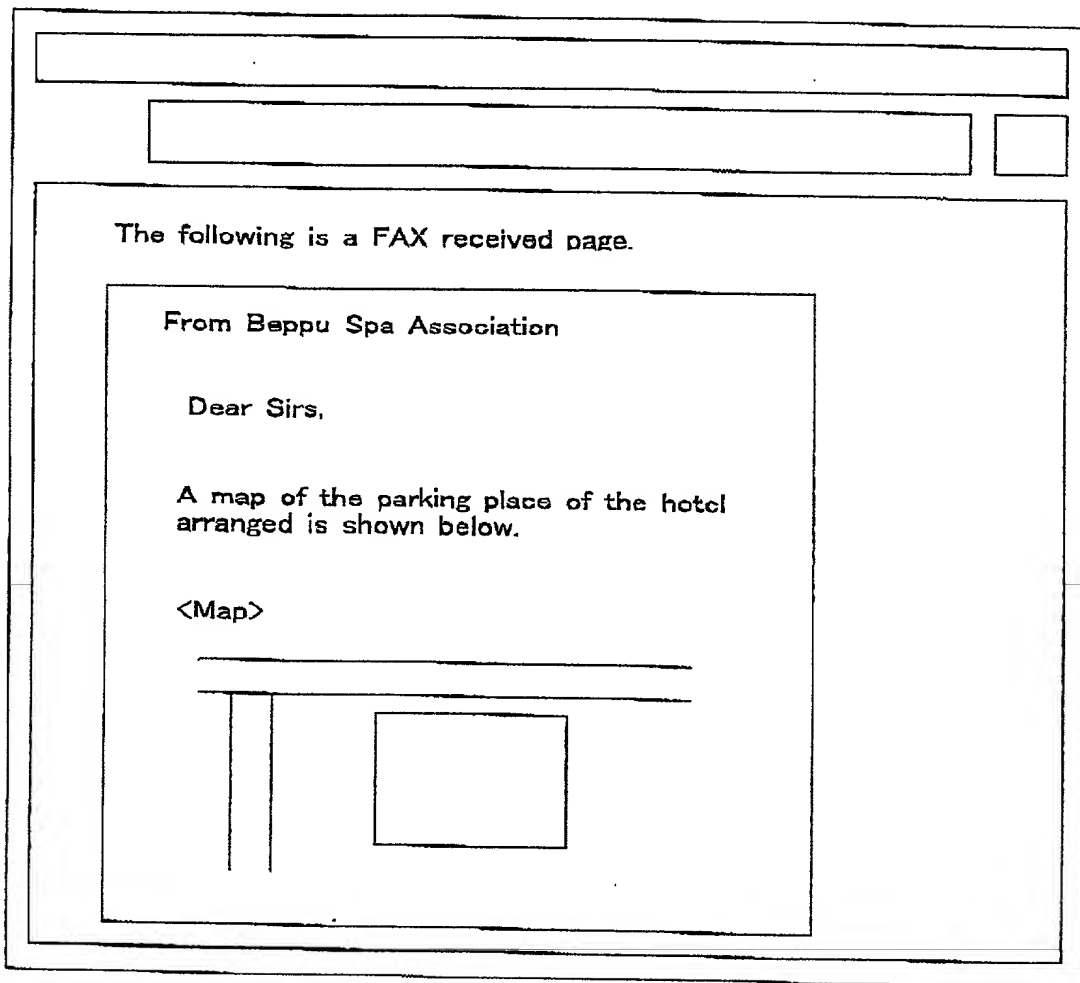 The following is a FAX received page.
From Beppu Spa Association
Dear Sirs,
A map of the parking place of the hotel
arranged is shown below.
<Map>